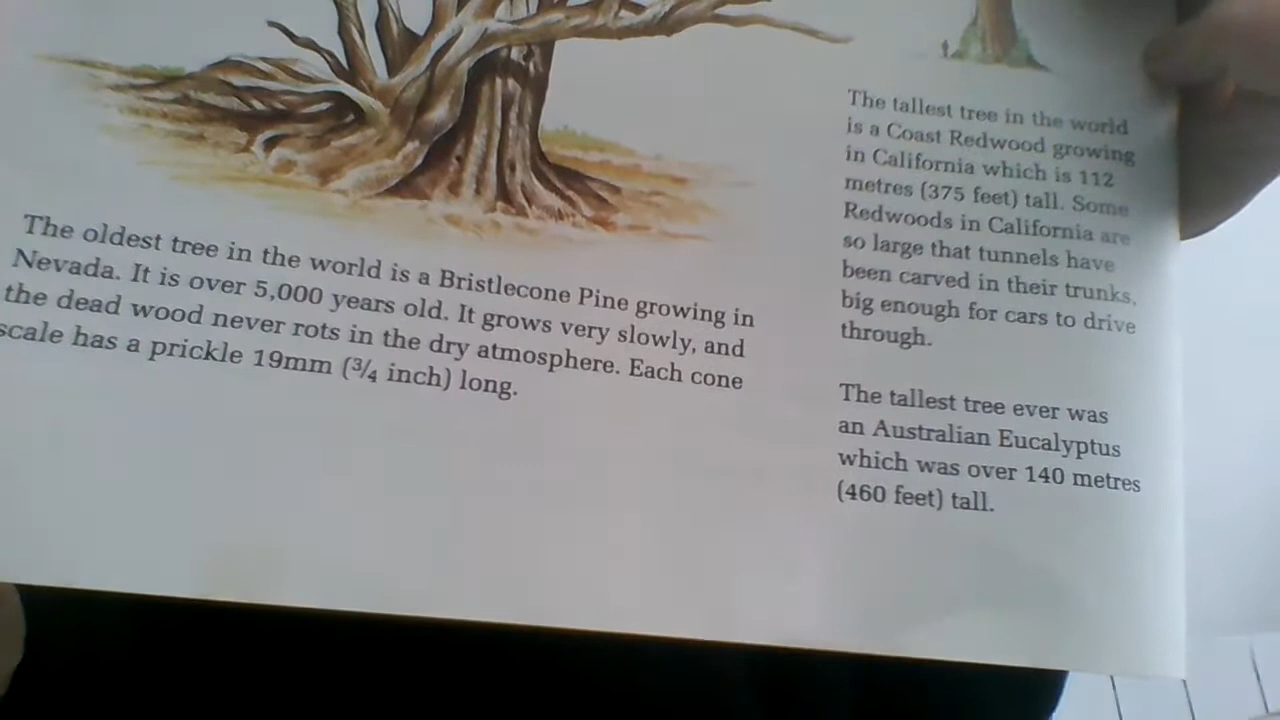 The oldest tree in the world is a Bristlecone Pine growing in
Nevada. It is over 5,000 years old. It grows very slowly, and
the dead wood never rots in the dry atmosphere. Each cone
scale has a prickle 19mm (¾ inch) long.
The tallest tree in the world
is a Coast Redwood growing
in California which is 112
metres (375 feet) tall. Some
Redwoods in California are
so large that tunnels have
been carved in their trunks,
big enough for cars to drive
through.
The tallest tree ever was
an Australian Eucalyptus
which was over 140 metres
(460 feet) tall.